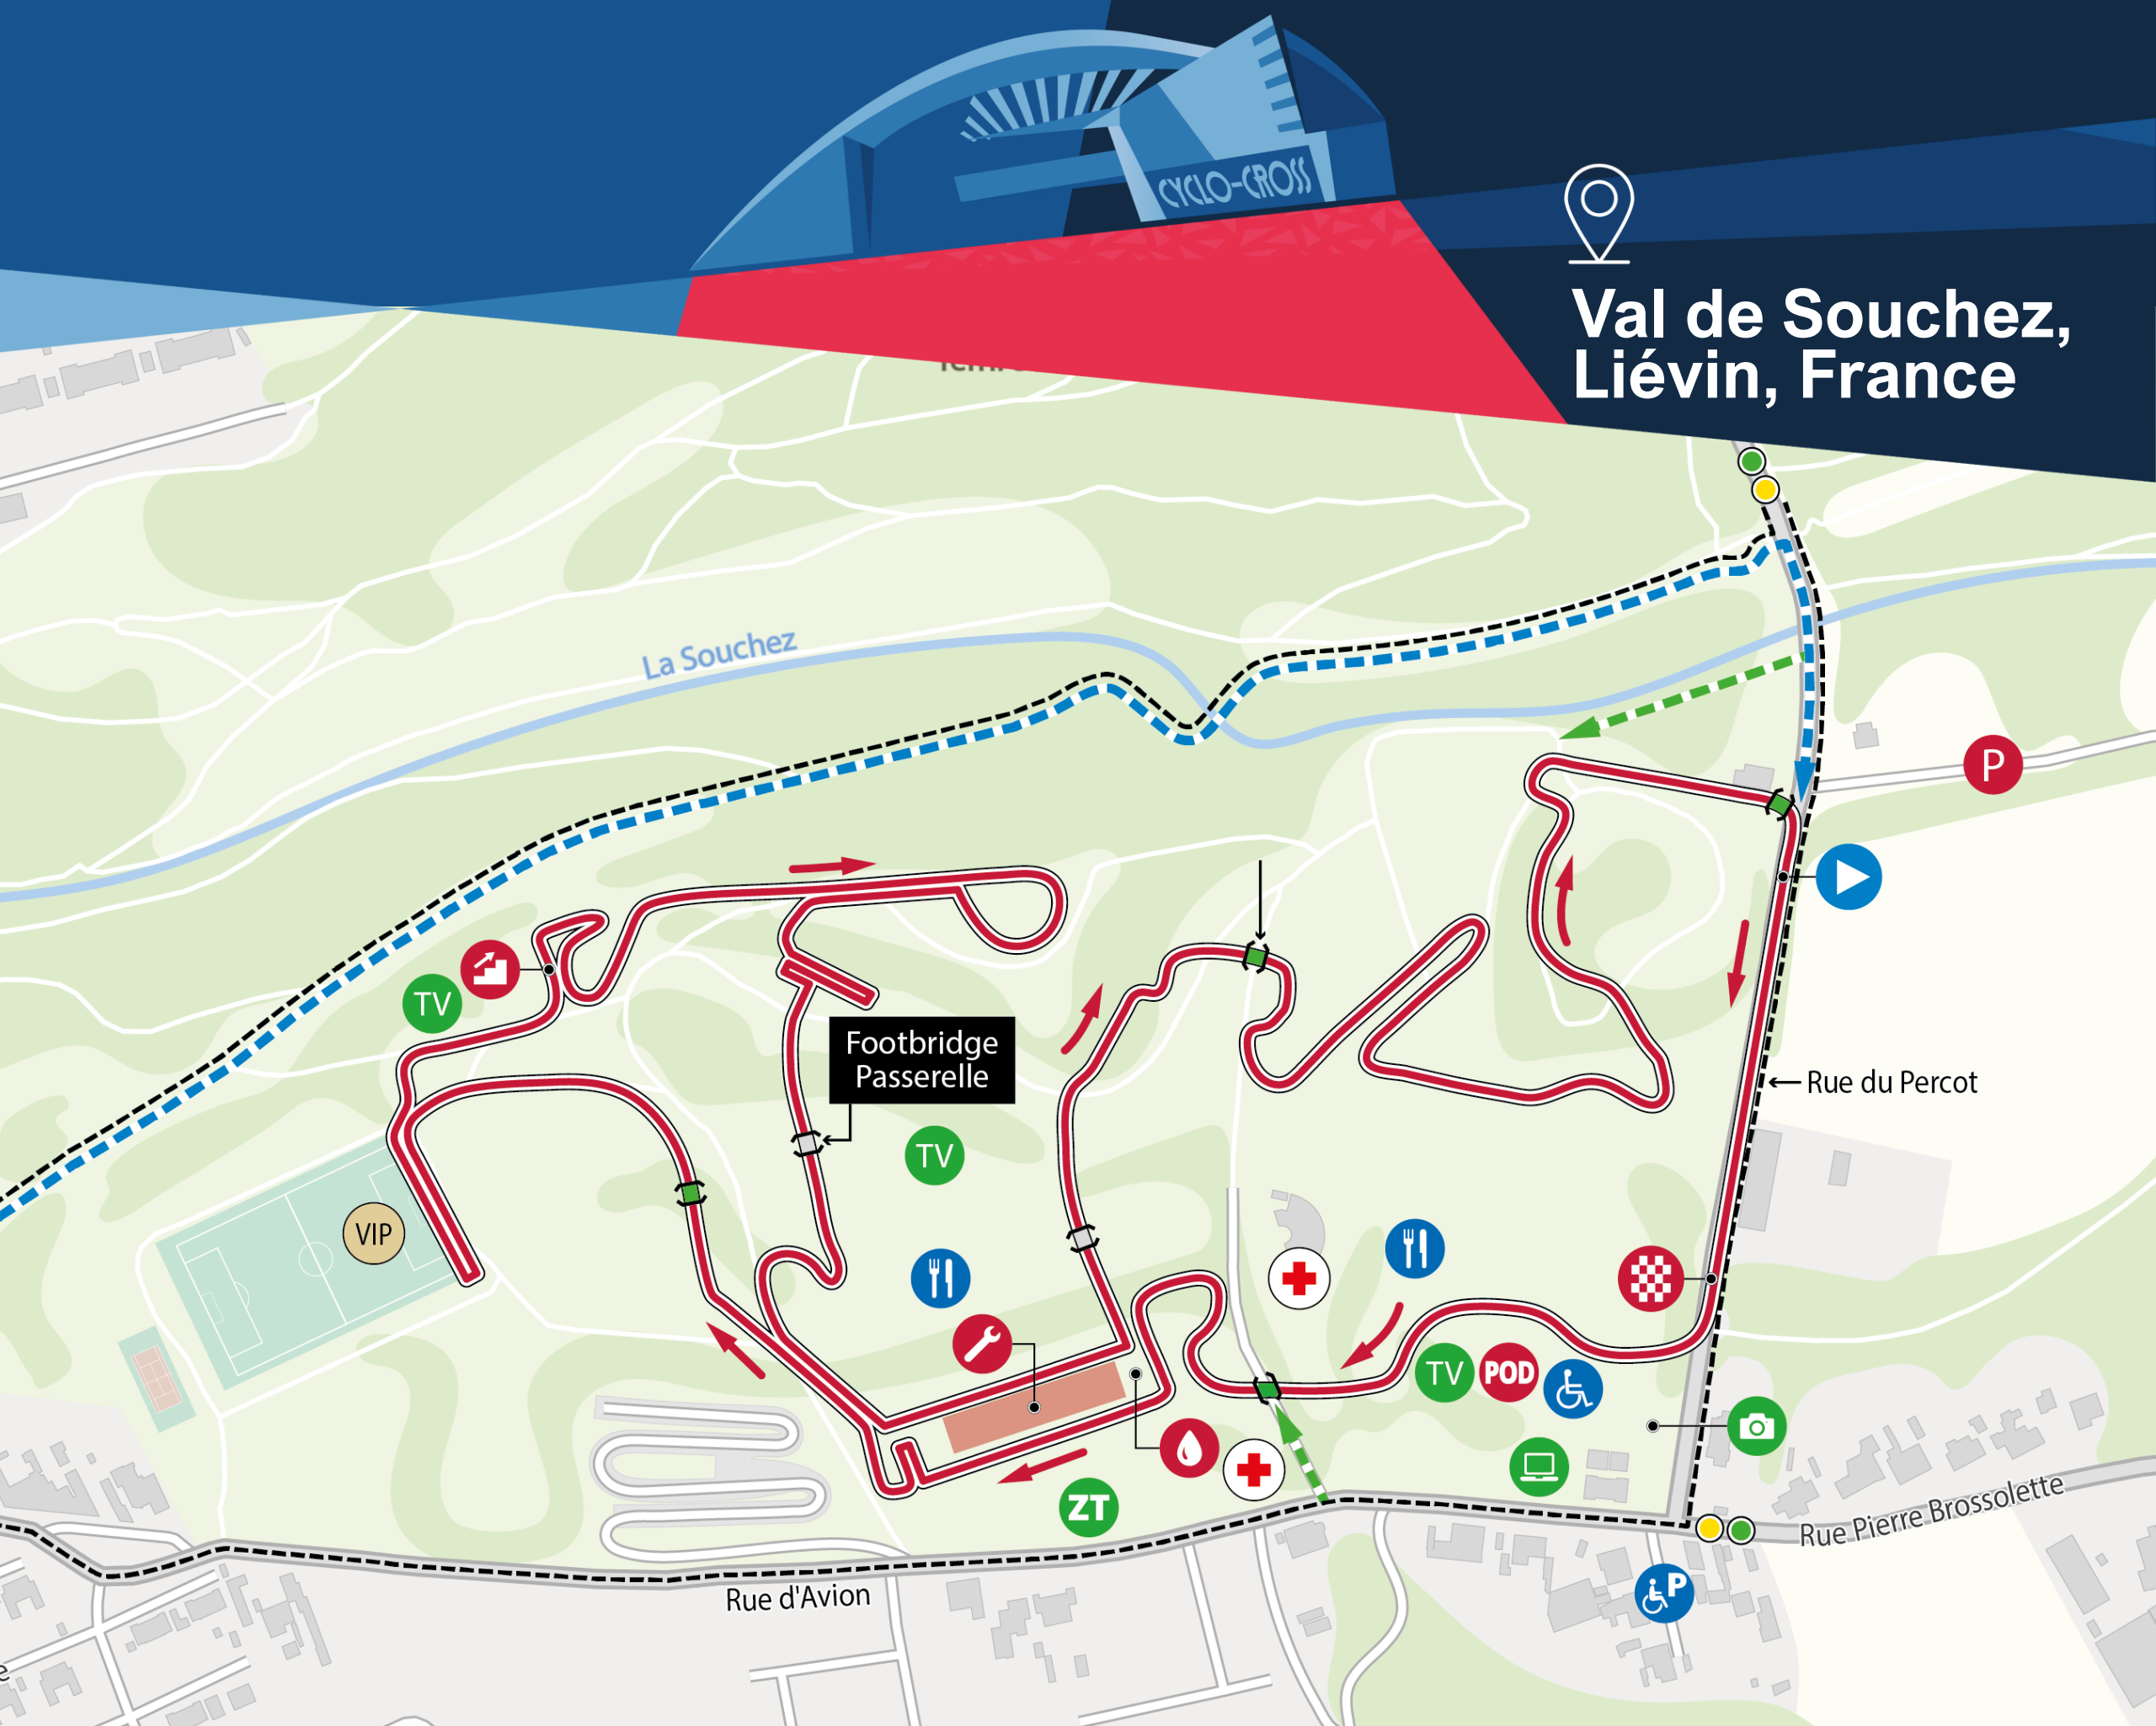 CYCLO-CROSS
Val de Souchez,
Liévin, France
La Souchez
P
TV
Footbridge
Passerelle
Rue du Percot
TV
VIP
TV
POD
ZT
Rue Pierre Brossolette
P
Rue d'Avion